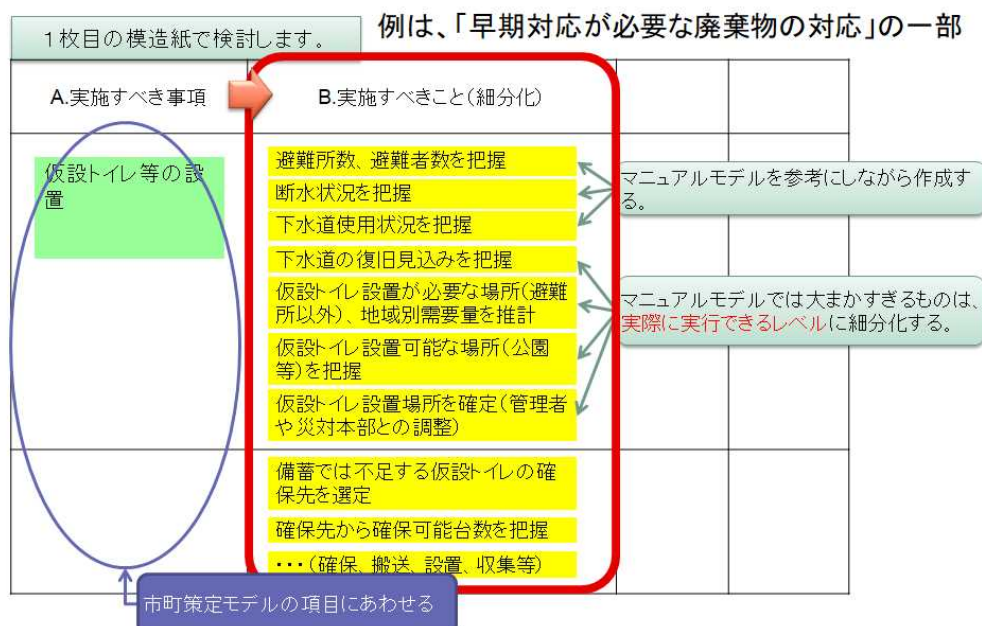 例は、「早期対応が必要な廃棄物の対応」の一部
1枚目の模造紙で検討します。
A.実施すべき事項
B.実施すべきこと(細分化)
仮設トイレ等の設
置
避難所数、避難者数を把握
断水状況を把握
下水道使用状況を把握
下水道の復旧見込みを把握
仮設トイレ設置が必要な場所(避難
所以外)、地域別需要量を推計
仮設トイレ設置可能な場所(公園
等)を把握
仮設トイレ設置場所を確定(管理者
や災対本部との調整)
備蓄では不足する仮設トイレの確
保先を選定
確保先から確保可能台数を把握
・・・(確保、搬送、設置、収集等)
マニュアルモデルを参考にしながら作成す
る。
マニュアルモデルでは大まかすぎるものは、
実際に実行できるレベルに細分化する。
市町策定モデルの項目にあわせる